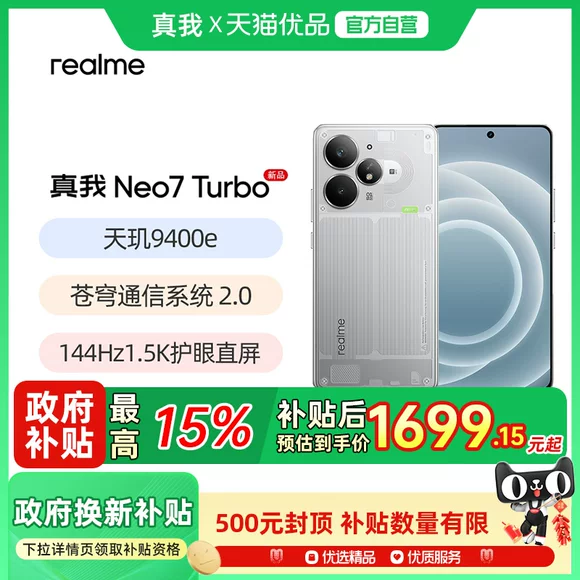 真我 X 天猫优品 官方自营
realme
真我 Neo7 Turbo 新品
天玑9400e
苍穹通信系统 2.0
144Hz1.5K护眼直屏
realme
政府补贴
最高 15%
补贴后
预估到手价 1699.15元起
政府换新补贴
下拉详情页领取补贴资格
500元封顶 补贴数量有限
优选精品 优质服务